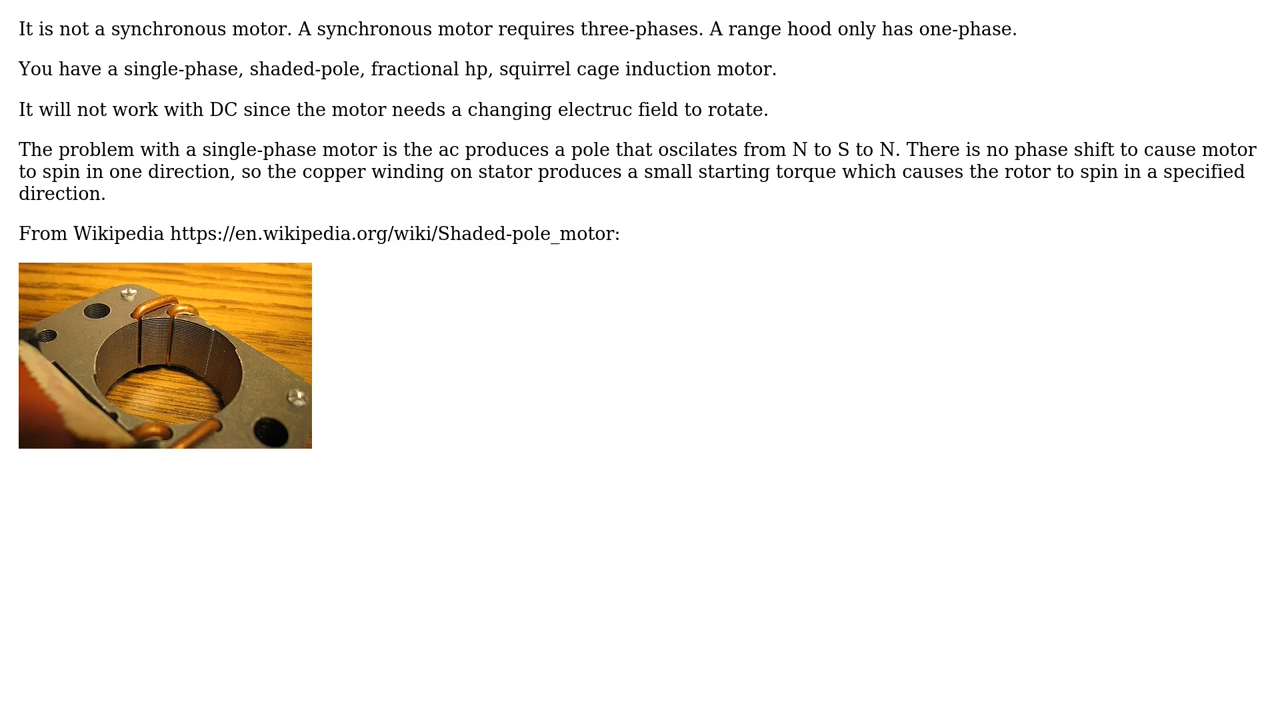 It is not a synchronous motor. A synchronous motor requires three-phases. A range hood only has one-phase.
You have a single-phase, shaded-pole, fractional hp, squirrel cage induction motor.
It will not work with DC since the motor needs a changing electruc field to rotate.
The problem with a single-phase motor is the ac produces a pole that oscilates from N to S to N. There is no phase shift to cause motor
to spin in one direction, so the copper winding on stator produces a small starting torque which causes the rotor to spin in a specified
direction.
From Wikipedia https://en.wikipedia.org/wiki/Shaded-pole_motor: